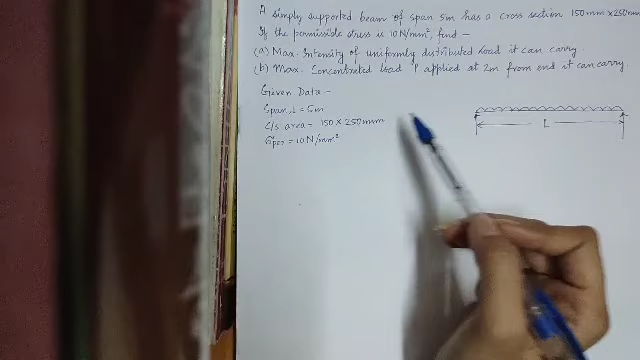 A simply supported beam of span 5m has a cross section 150mm x 250mm
If the permissible stress is 10 N/mm², find -
(a) Max. Intensity of uniformly distributed load it can carry
(b) Max. Concentrated load 'P' applied at 2m from end it can carry.
Given Data -
Span, L = 5m
C/s area = 150 x 250mm
σper = 10 N/mm²
L